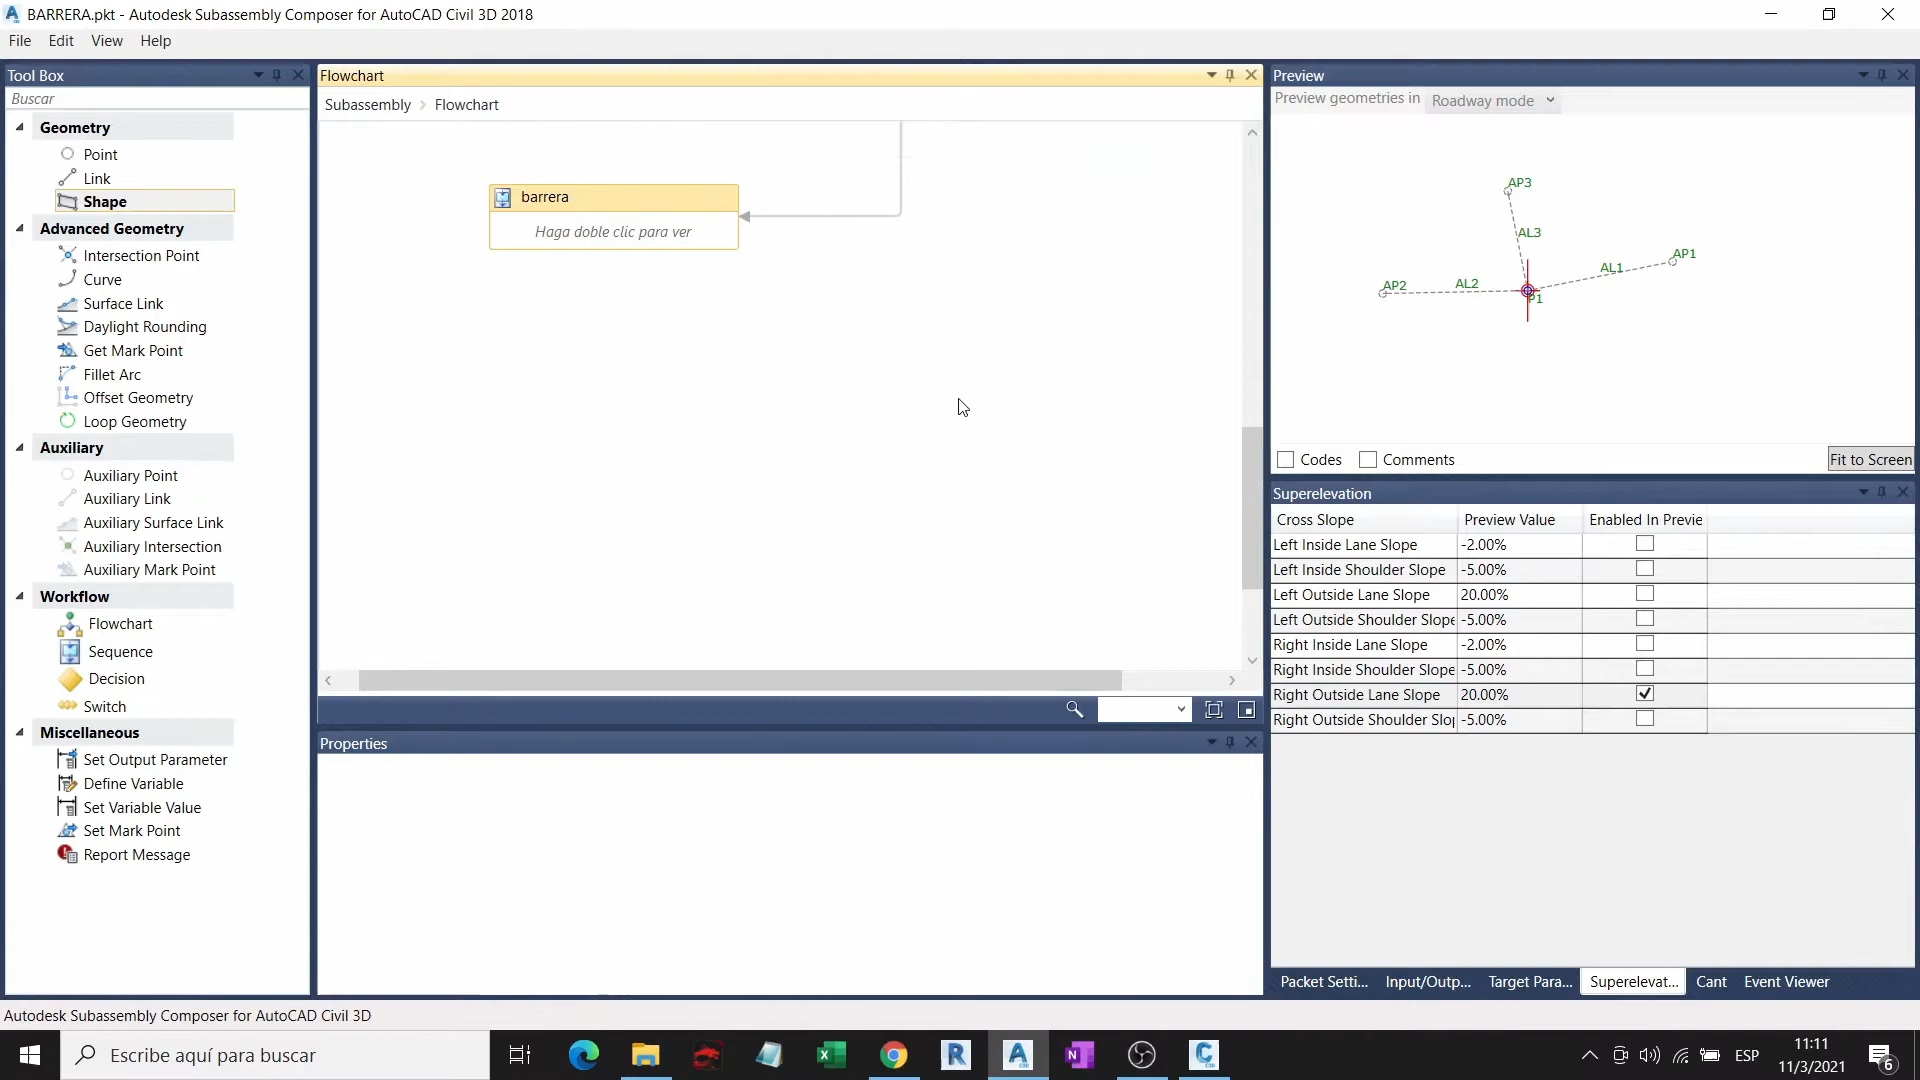 BARRERA.pkt - Autodesk Subassembly Composer for AutoCAD Civil 3D 2018
File Edit View Help
Tool Box
Buscar
Geometry
Point
Link
Shape
Advanced Geometry
Intersection Point
Curve
Surface Link
Daylight Rounding
Get Mark Point
Fillet Arc
Offset Geometry
Loop Geometry
Auxiliary
Auxiliary Point
Auxiliary Link
Auxiliary Surface Link
Auxiliary Intersection
Auxiliary Mark Point
Workflow
Flowchart
Sequence
Decision
Switch
Miscellaneous
Set Output Parameter
Define Variable
Set Variable Value
Set Mark Point
Report Message
Flowchart
Subassembly Flowchart
barrera
Haga doble clic para ver
Properties
Preview
Preview geometries in Roadway mode
AP3
AL3
AP1
AL1
AP2
AL2
P1
Codes Comments Fit to Screen
Superelevation
Cross Slope Preview Value Enabled In Previe
Left Inside Lane Slope -2.00%
Left Inside Shoulder Slope -5.00%
Left Outside Lane Slope 20.00%
Left Outside Shoulder Slope -5.00%
Right Inside Lane Slope -2.00%
Right Inside Shoulder Slope -5.00%
Right Outside Lane Slope 20.00%
Right Outside Shoulder Slop -5.00%
Packet Setti... Input/Outp... Target Para... Superelevat... Cant Event Viewer
Autodesk Subassembly Composer for AutoCAD Civil 3D
Escribe aquí para buscar
ESP
11:11
11/3/2021
6